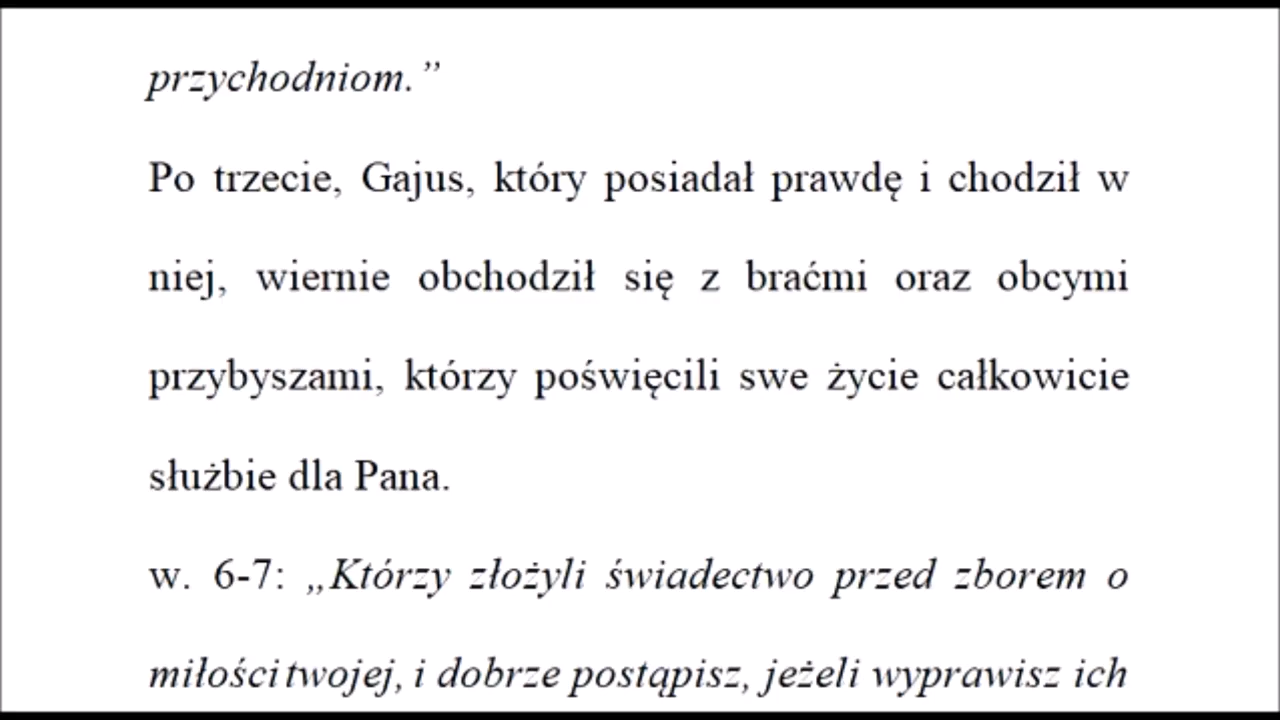 przychodniom.”
Po trzecie, Gajus, który posiadał prawdę i chodził w
niej, wiernie obchodził się z braćmi oraz obcymi
przybyszami, którzy poświęcili swe życie całkowicie
służbie dla Pana.
w. 6-7: „Którzy złożyli świadectwo przed zborem o
miłości twojej, i dobrze postąpisz, jeżeli wyprawisz ich